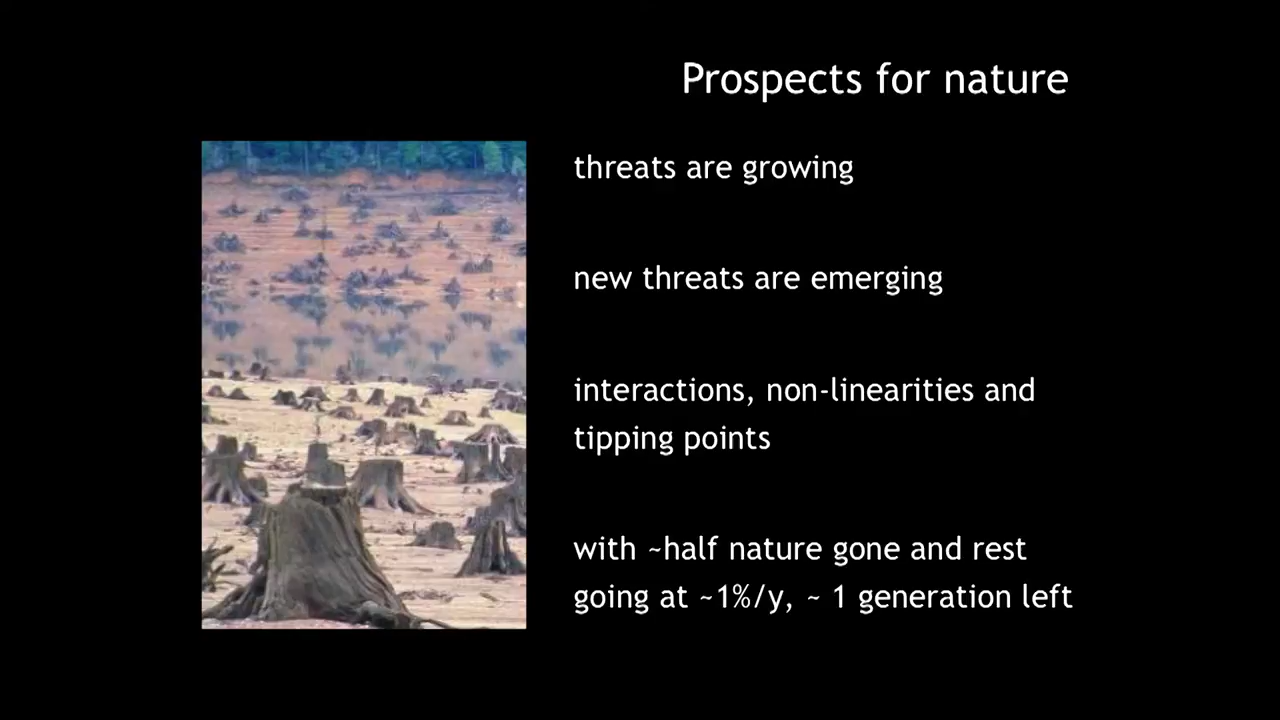 Prospects for nature
threats are growing
new threats are emerging
interactions, non-linearities and
tipping points
with ~half nature gone and rest
going at ~1%/y, ~ 1 generation left